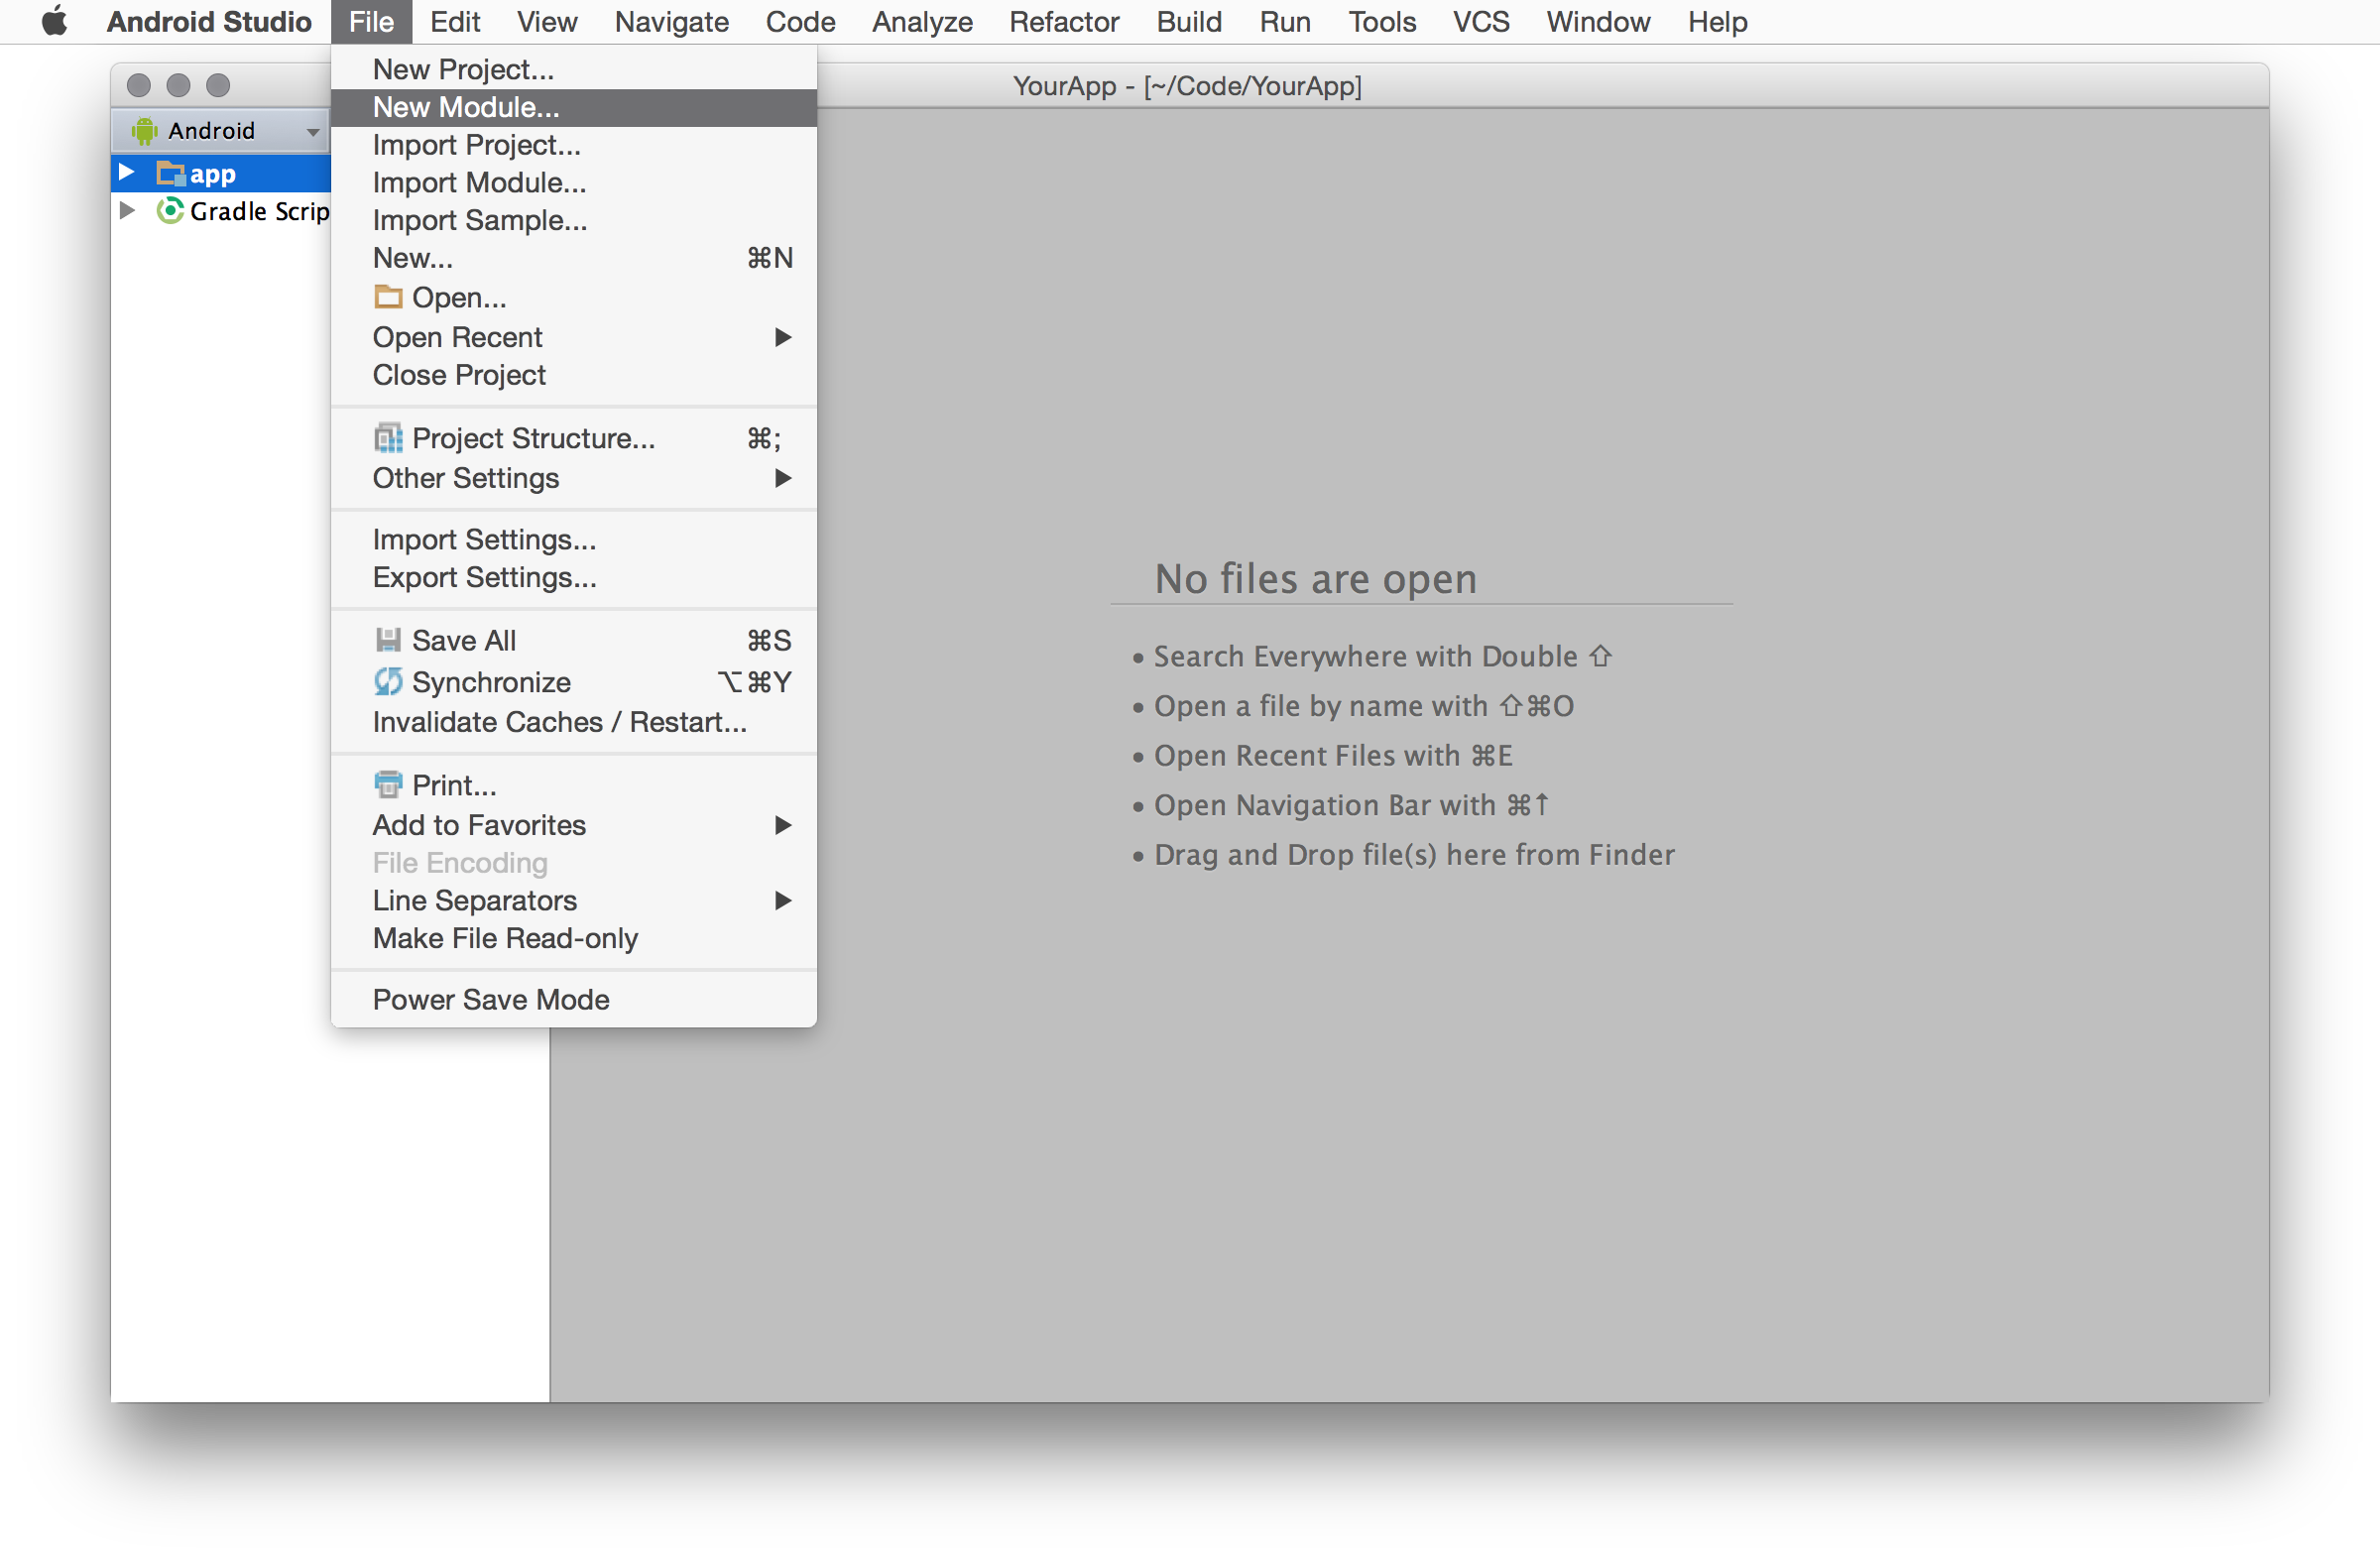 Android Studio File Edit View Navigate Code Analyze Refactor Build Run Tools VCS Window Help
YourApp - [~/Code/YourApp]
Android
app
Gradle Scrip
New Project...
New Module...
Import Project...
Import Module...
Import Sample...
New... ⌘N
Open...
Open Recent
Close Project
Project Structure... ⌘;
Other Settings
Import Settings...
Export Settings...
Save All ⌘S
Synchronize ⌥⌘Y
Invalidate Caches / Restart...
Print...
Add to Favorites
File Encoding
Line Separators
Make File Read-only
Power Save Mode
No files are open
• Search Everywhere with Double ⇧
• Open a file by name with ⇧⌘O
• Open Recent Files with ⌘E
• Open Navigation Bar with ⌘↑
• Drag and Drop file(s) here from Finder